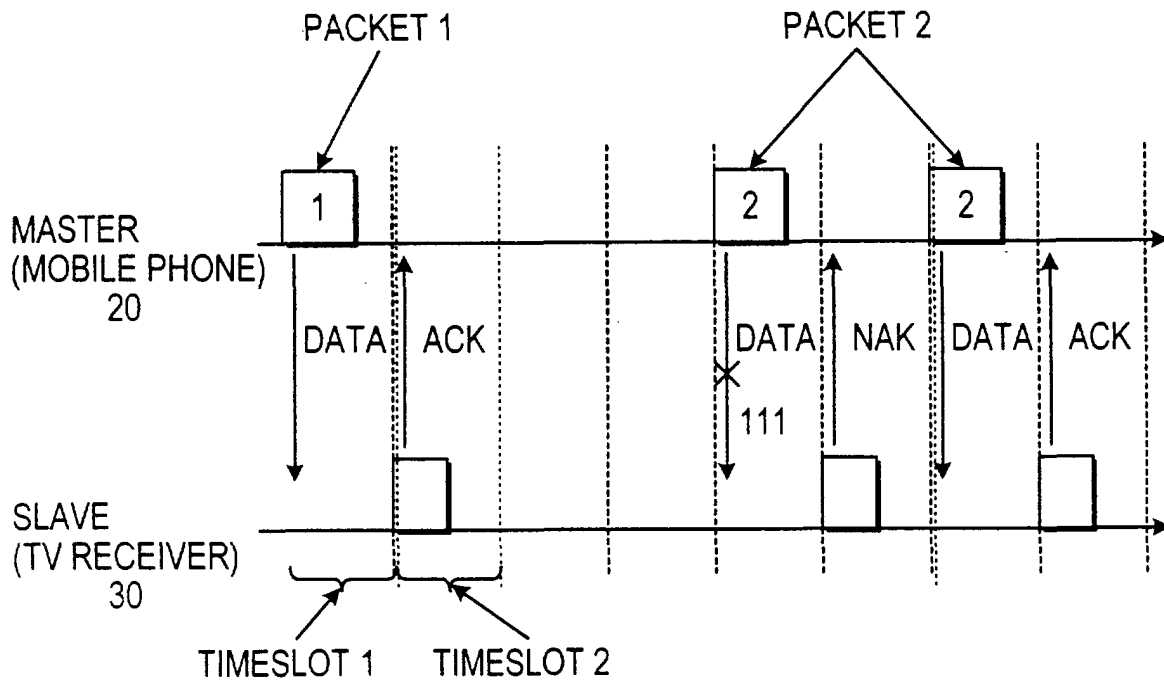 PACKET 1
PACKET 2
1
2
2
MASTER
(MOBILE PHONE)
20
DATA
ACK
DATA
NAK
DATA
ACK
111
SLAVE
(TV RECEIVER)
30
TIMESLOT 1
TIMESLOT 2